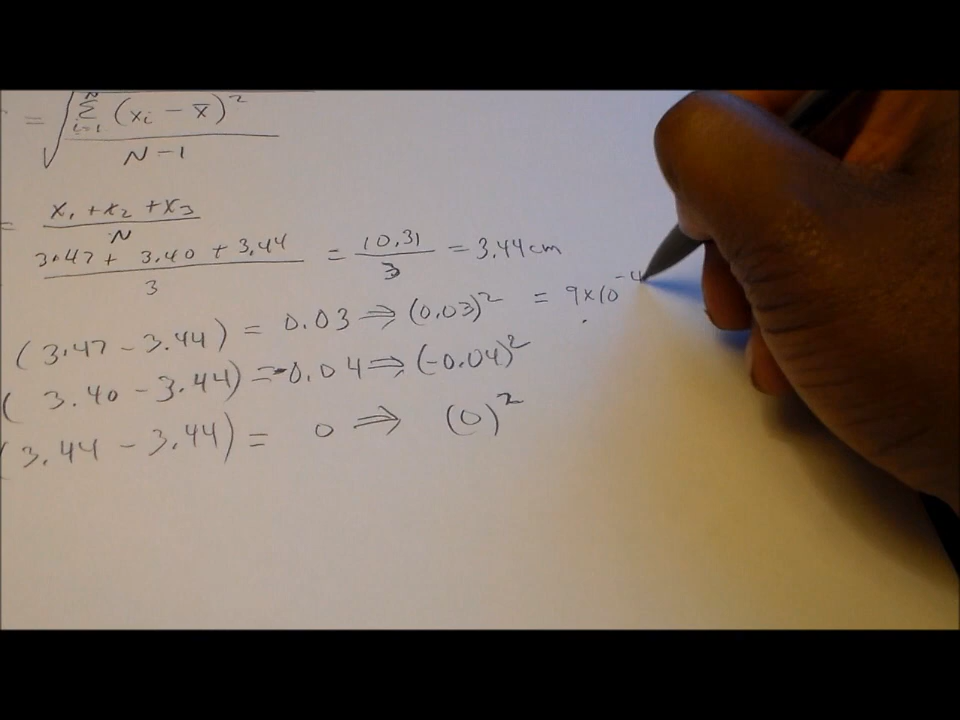 = √ N Σ i=1 (xi − x̄)² / N − 1
= x₁ + x₂ + x₃ / N
3.47 + 3.40 + 3.44 / 3 = 10.31 / 3 = 3.44 cm
(3.47 − 3.44) = 0.03 ⇒ (0.03)² = 9×10⁻⁴
(3.40 − 3.44) = -0.04 ⇒ (-0.04)²
(3.44 − 3.44) = 0 ⇒ (0)²